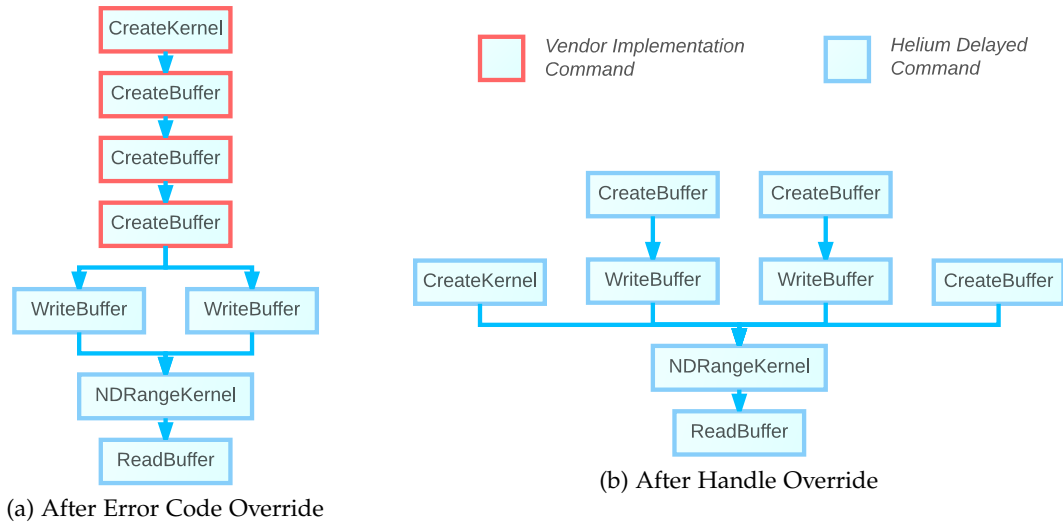 CreateKernel
CreateBuffer
CreateBuffer
CreateBuffer
WriteBuffer
WriteBuffer
NDRangeKernel
ReadBuffer
(a) After Error Code Override
Vendor Implementation
Command
Helium Delayed
Command
CreateBuffer
CreateBuffer
CreateKernel
WriteBuffer
WriteBuffer
CreateBuffer
NDRangeKernel
ReadBuffer
(b) After Handle Override